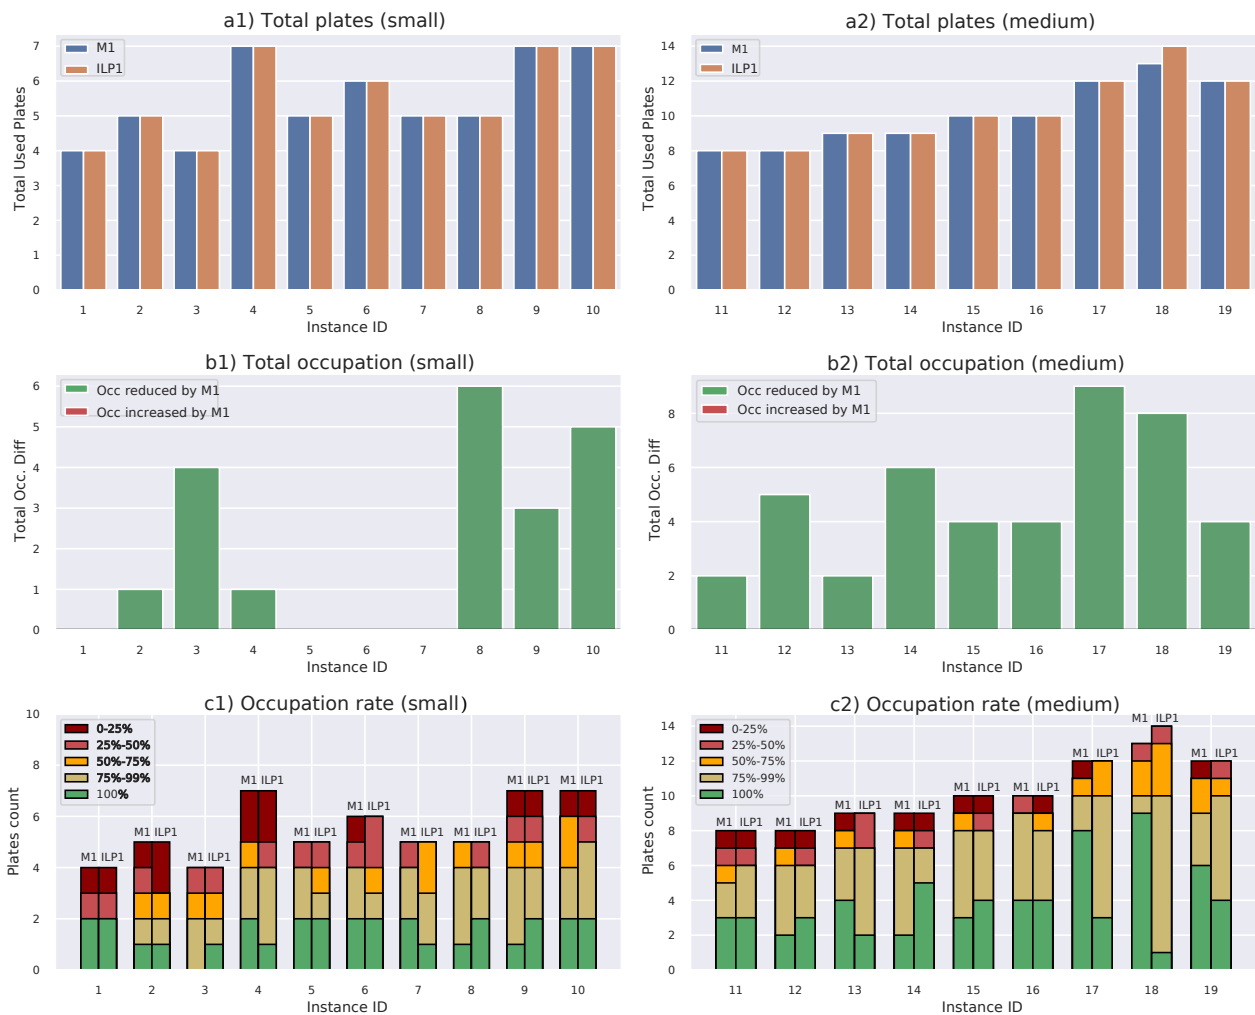 a1) Total plates (small)
Total Used Plates
7
6
5
4
3
2
1
0
M1
ILP1
1 2 3 4 5 6 7 8 9 10
Instance ID
a2) Total plates (medium)
Total Used Plates
14
12
10
8
6
4
2
0
M1
ILP1
11 12 13 14 15 16 17 18 19
Instance ID
b1) Total occupation (small)
Total Occ. Diff
6
5
4
3
2
1
0
Occ reduced by M1
Occ increased by M1
1 2 3 4 5 6 7 8 9 10
Instance ID
b2) Total occupation (medium)
Total Occ. Diff
8
6
4
2
0
Occ reduced by M1
Occ increased by M1
11 12 13 14 15 16 17 18 19
Instance ID
c1) Occupation rate (small)
Plates count
10
8
6
4
2
0
0-25%
25%-50%
50%-75%
75%-99%
100%
M1 ILP1
M1 ILP1
M1 ILP1
M1 ILP1
M1 ILP1
M1 ILP1
M1 ILP1
M1 ILP1
M1 ILP1
M1 ILP1
1 2 3 4 5 6 7 8 9 10
Instance ID
c2) Occupation rate (medium)
Plates count
14
12
10
8
6
4
2
0
0-25%
25%-50%
50%-75%
75%-99%
100%
M1 ILP1
M1 ILP1
M1 ILP1
M1 ILP1
M1 ILP1
M1 ILP1
M1 ILP1
M1 ILP1
M1 ILP1
11 12 13 14 15 16 17 18 19
Instance ID